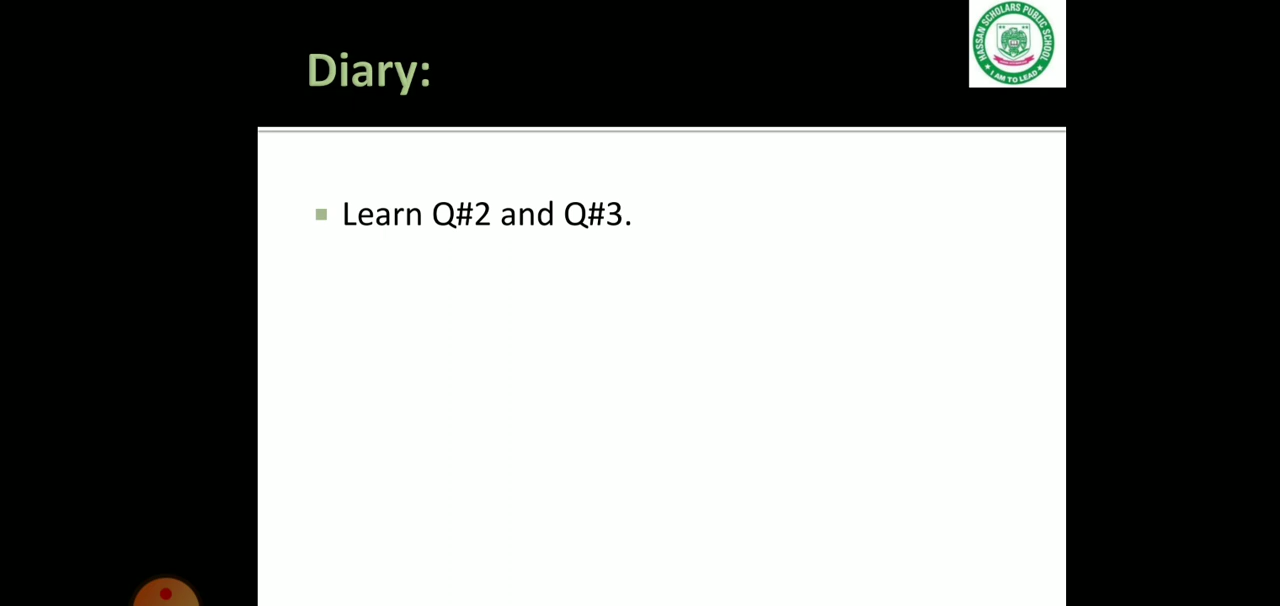 Diary:
HASSAN SCHOLARS PUBLIC SCHOOL
I AM TO LEAD
Learn Q#2 and Q#3.